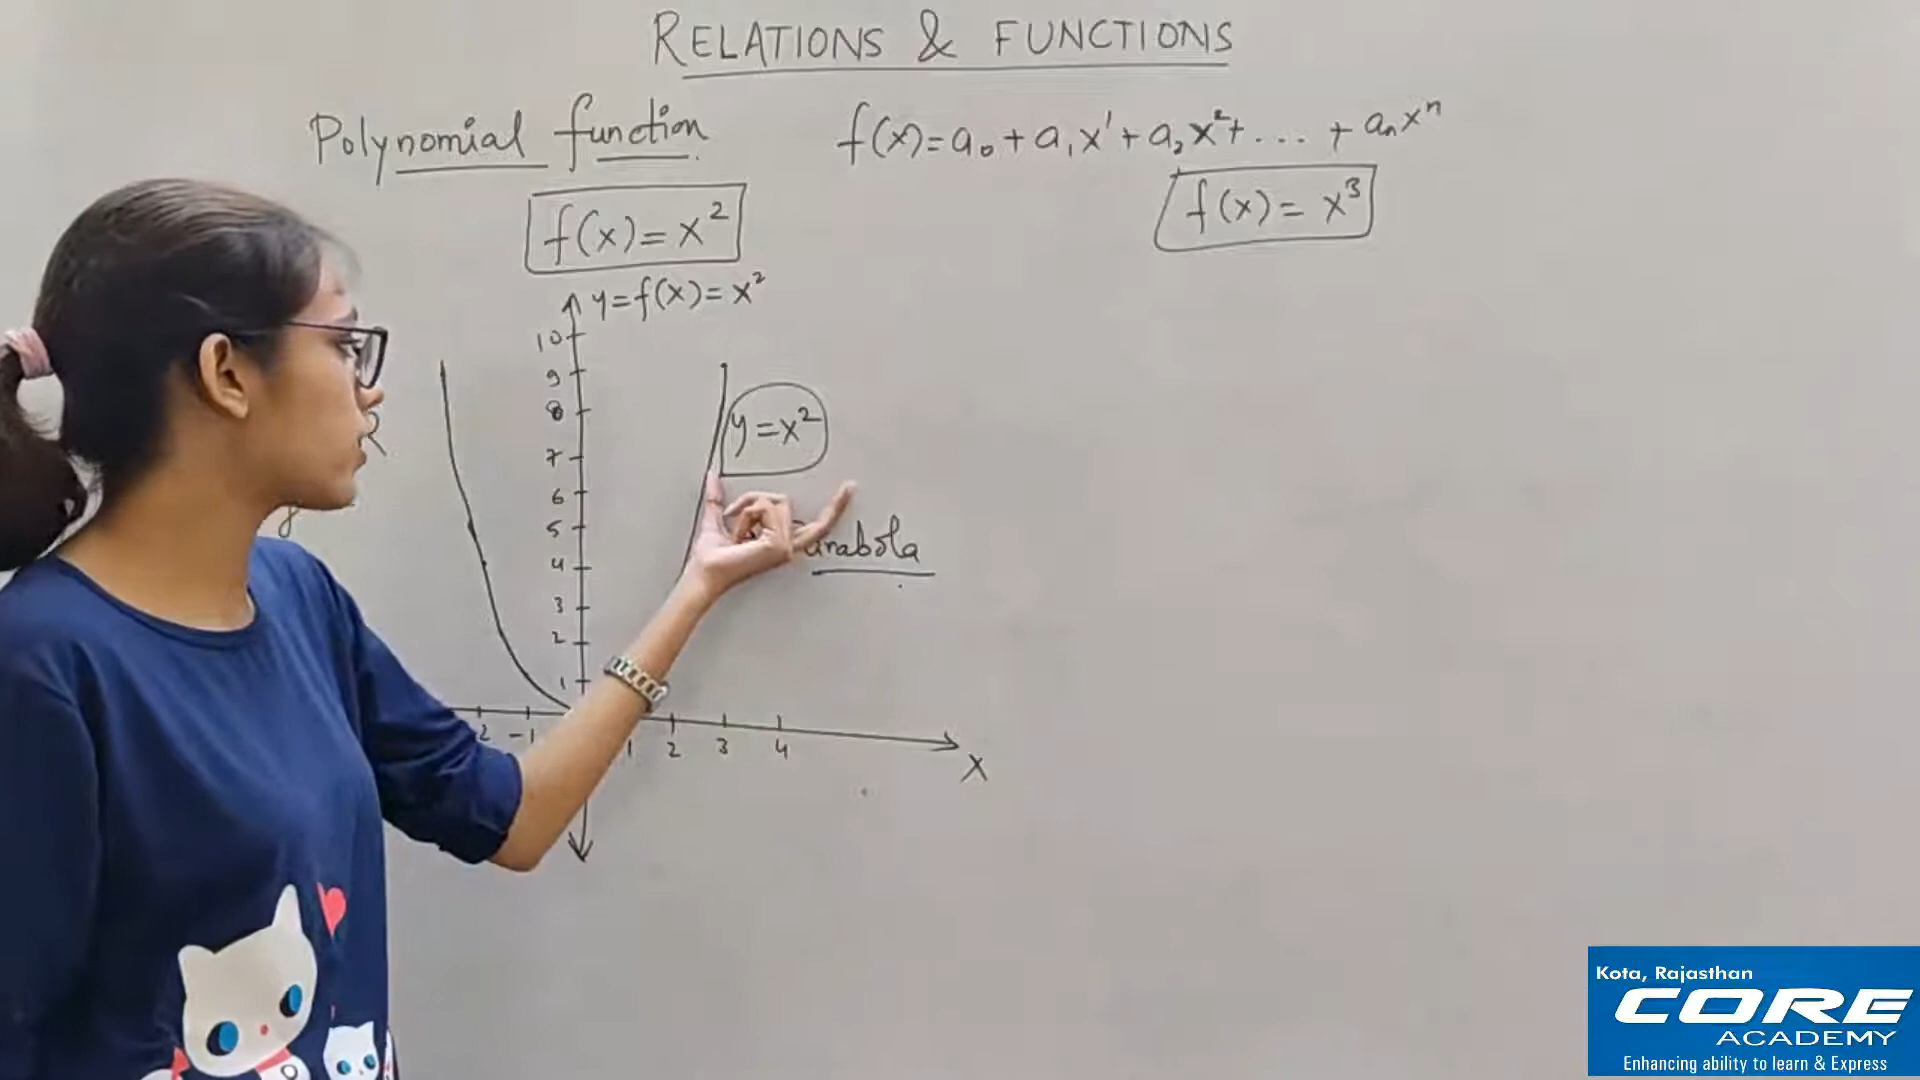 RELATIONS & FUNCTIONS
Polynomial function
f(x)=a₀+a₁x¹+a₂x²+...+aₙxⁿ
f(x)=x²
f(x)=x³
y=f(x)=x²
10
9
8
y=x²
7
6
5
arabola
4
3
2
1
2 -1 1 2 3 4
X
Kota, Rajasthan
CORE
ACADEMY
Enhancing ability to learn & Express